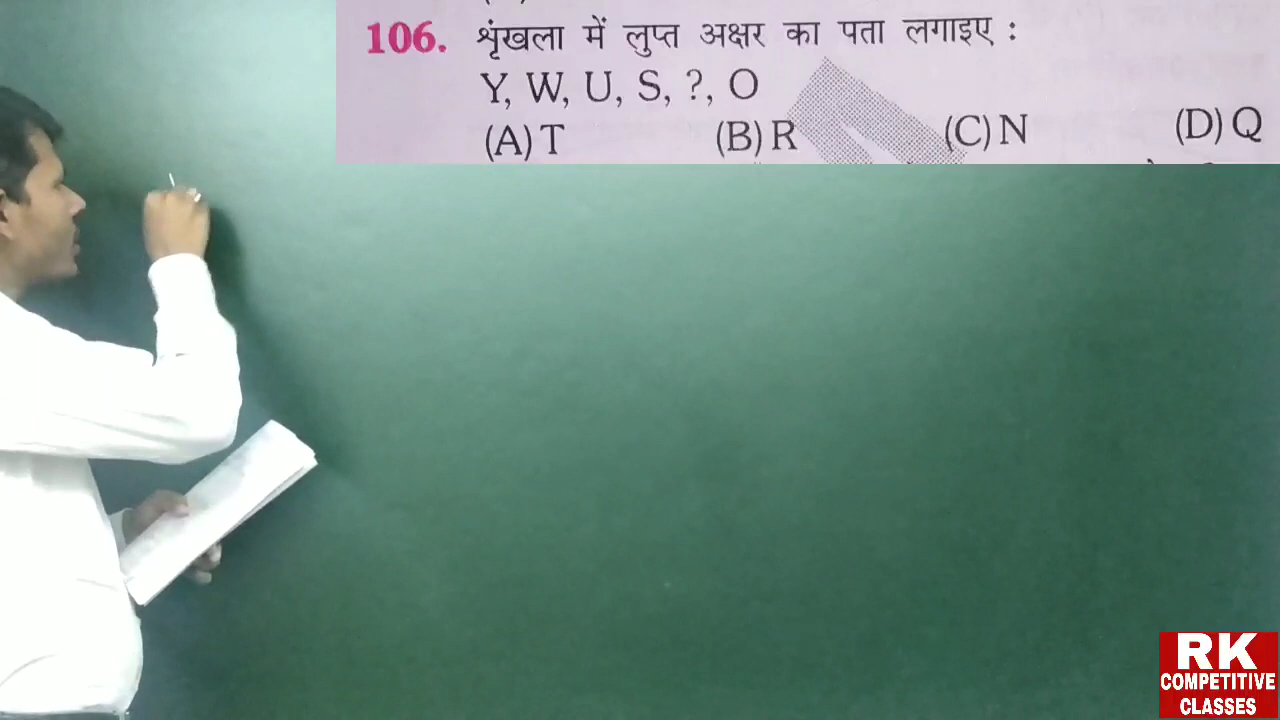 106. शृंखला में लुप्त अक्षर का पता लगाइए :
Y, W, U, S, ?, O
(A) T (B) R (C) N (D) Q
RK
COMPETITIVE
CLASSES